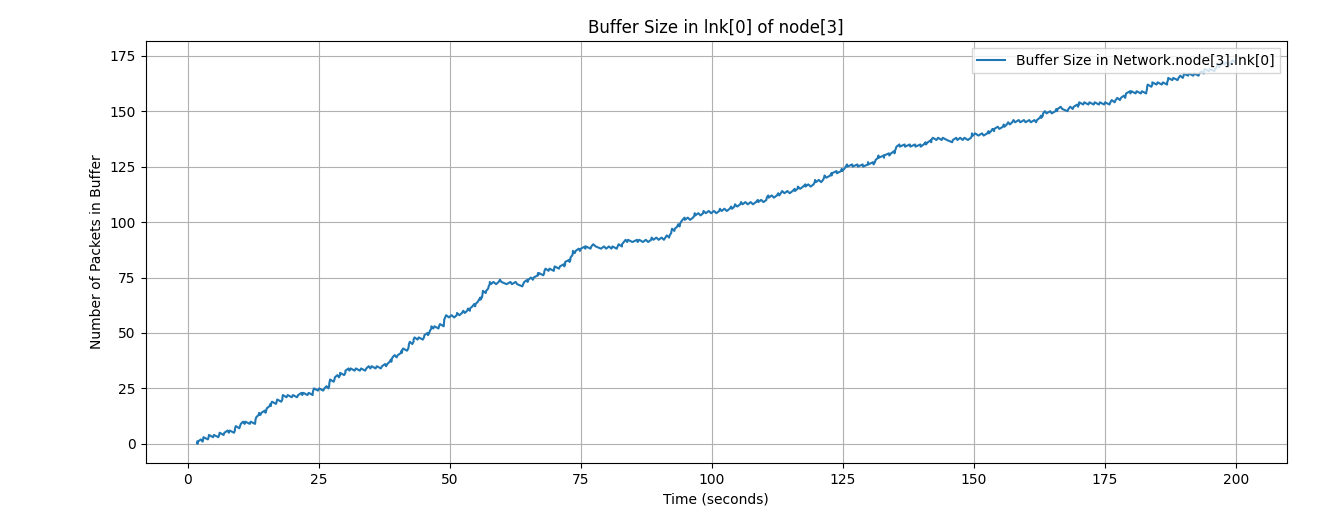 Buffer Size in lnk[0] of node[3]
Buffer Size in Network.node[3].lnk[0]
Number of Packets in Buffer
175
150
125
100
75
50
25
0
0 25 50 75 100 125 150 175 200
Time (seconds)